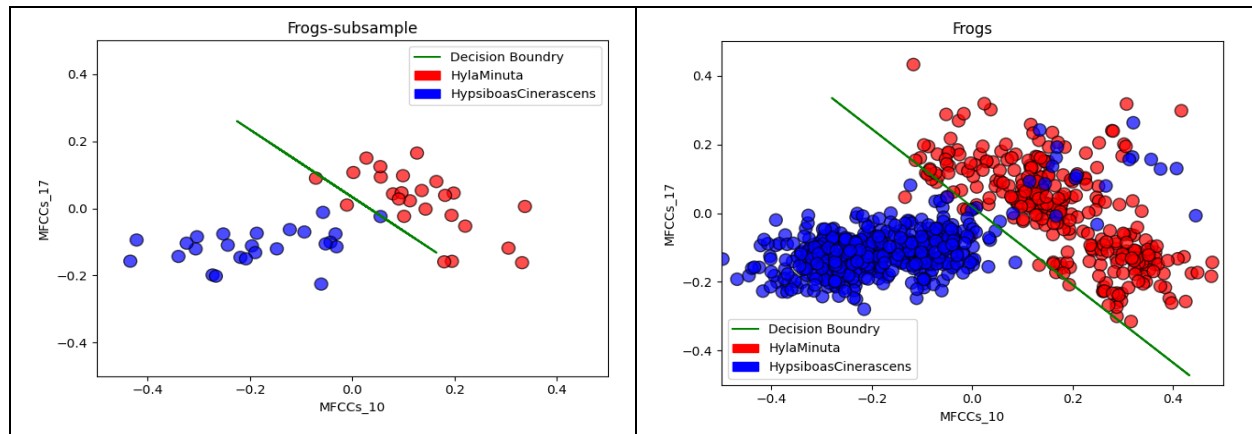 Frogs-subsample
MFCCs_17
0.4
0.2
0.0
−0.2
−0.4
−0.4
−0.2
0.0
0.2
0.4
MFCCs_10
Decision Boundry
HylaMinuta
HypsiboasCinerascens
Frogs
MFCCs_17
0.4
0.2
0.0
−0.2
−0.4
−0.4
−0.2
0.0
0.2
0.4
MFCCs_10
Decision Boundry
HylaMinuta
HypsiboasCinerascens